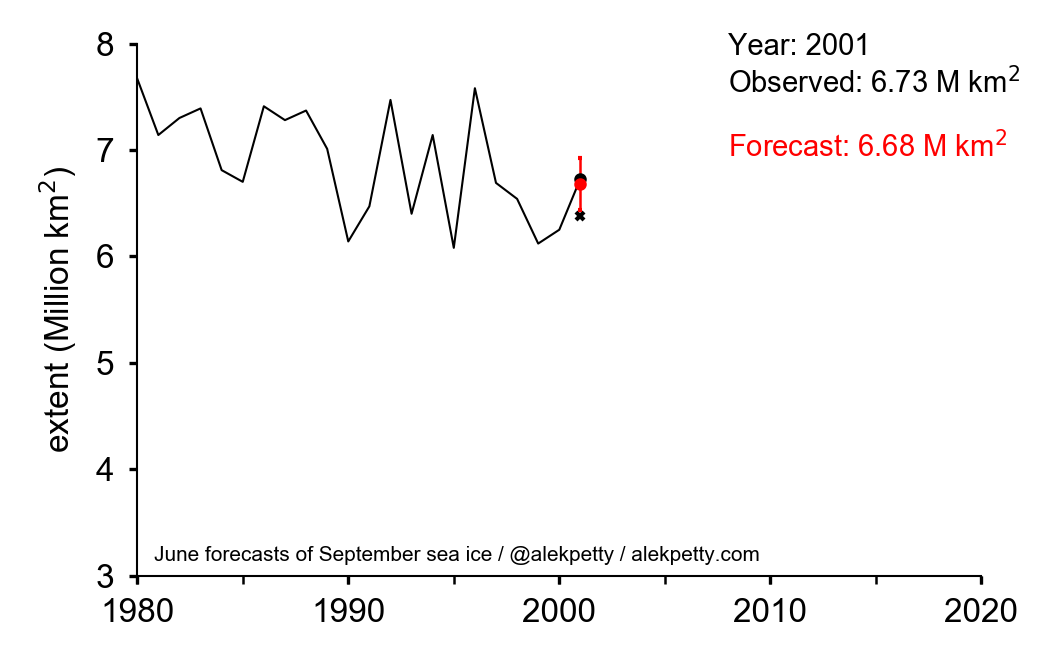 Year: 2001
Observed: 6.73 M km²
Forecast: 6.68 M km²
extent (Million km²)
8
7
6
5
4
3
June forecasts of September sea ice / @alekpetty / alekpetty.com
1980 1990 2000 2010 2020